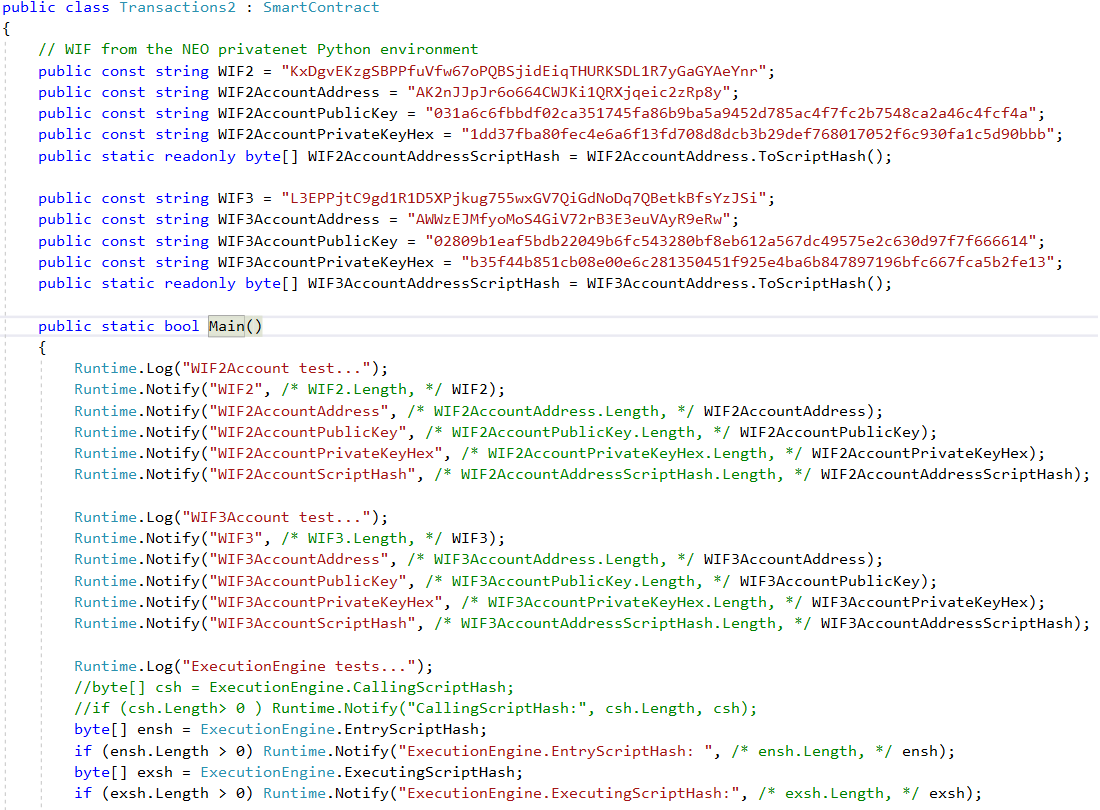 public class Transactions2 : SmartContract
{
// WIF from the NEO privatenet Python environment
public const string WIF2 = "KxDgvEKzgSBPPfuVfw67oPQBSjidEiqTHURKSDL1R7yGaGYAeYnr";
public const string WIF2AccountAddress = "AK2nJJpJr6o664CWJKi1QRXjqeic2zRp8y";
public const string WIF2AccountPublicKey = "031a6c6fbbdf02ca351745fa86b9ba5a9452d785ac4f7fc2b7548ca2a46c4fcf4a";
public const string WIF2AccountPrivateKeyHex = "1dd37fba80fec4e6a6f13fd708d8dcb3b29def768017052f6c930fa1c5d90bbb";
public static readonly byte[] WIF2AccountAddressScriptHash = WIF2AccountAddress.ToScriptHash();
public const string WIF3 = "L3EPPjtC9gd1R1D5XPjkug755wxGV7QiGdNoDq7QBetkBfsYzJSi";
public const string WIF3AccountAddress = "AWWzEJMfyoMoS4GiV72rB3E3euVAyR9eRw";
public const string WIF3AccountPublicKey = "02809b1eaf5bdb22049b6fc543280bf8eb612a567dc49575e2c630d97f7f666614";
public const string WIF3AccountPrivateKeyHex = "b35f44b851cb08e00e6c281350451f925e4ba6b847897196bfc667fca5b2fe13";
public static readonly byte[] WIF3AccountAddressScriptHash = WIF3AccountAddress.ToScriptHash();
public static bool Main()
{
Runtime.Log("WIF2Account test...");
Runtime.Notify("WIF2", /* WIF2.Length, */ WIF2);
Runtime.Notify("WIF2AccountAddress", /* WIF2AccountAddress.Length, */ WIF2AccountAddress);
Runtime.Notify("WIF2AccountPublicKey", /* WIF2AccountPublicKey.Length, */ WIF2AccountPublicKey);
Runtime.Notify("WIF2AccountPrivateKeyHex", /* WIF2AccountPrivateKeyHex.Length, */ WIF2AccountPrivateKeyHex);
Runtime.Notify("WIF2AccountScriptHash", /* WIF2AccountAddressScriptHash.Length, */ WIF2AccountAddressScriptHash);
Runtime.Log("WIF3Account test...");
Runtime.Notify("WIF3", /* WIF3.Length, */ WIF3);
Runtime.Notify("WIF3AccountAddress", /* WIF3AccountAddress.Length, */ WIF3AccountAddress);
Runtime.Notify("WIF3AccountPublicKey", /* WIF3AccountPublicKey.Length, */ WIF3AccountPublicKey);
Runtime.Notify("WIF3AccountPrivateKeyHex", /* WIF3AccountPrivateKeyHex.Length, */ WIF3AccountPrivateKeyHex);
Runtime.Notify("WIF3AccountScriptHash", /* WIF3AccountAddressScriptHash.Length, */ WIF3AccountAddressScriptHash);
Runtime.Log("ExecutionEngine tests...");
//byte[] csh = ExecutionEngine.CallingScriptHash;
//if (csh.Length> 0 ) Runtime.Notify("CallingScriptHash:", csh.Length, csh);
byte[] ensh = ExecutionEngine.EntryScriptHash;
if (ensh.Length > 0) Runtime.Notify("ExecutionEngine.EntryScriptHash: ", /* ensh.Length, */ ensh);
byte[] exsh = ExecutionEngine.ExecutingScriptHash;
if (exsh.Length > 0) Runtime.Notify("ExecutionEngine.ExecutingScriptHash:", /* exsh.Length, */ exsh);